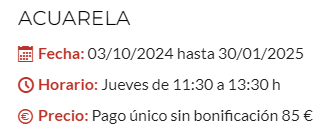 ACUARELA
Fecha: 03/10/2024 hasta 30/01/2025
Horario: Jueves de 11:30 a 13:30 h
Precio: Pago único sin bonificación 85 €